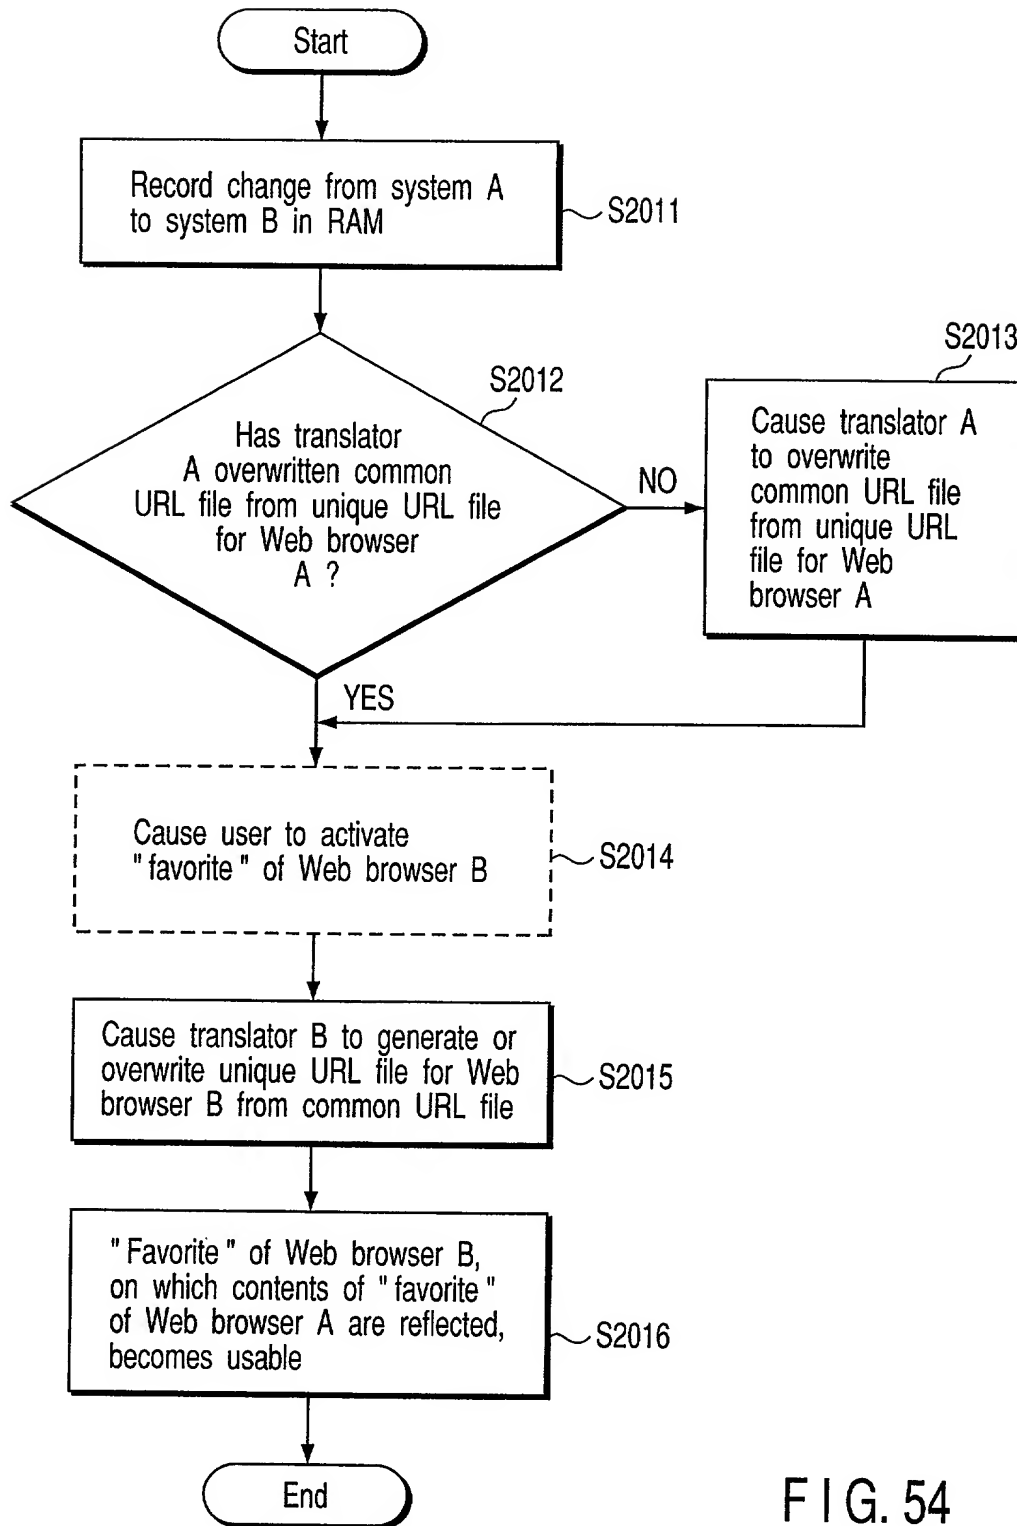 Start
Record change from system A
to system B in RAM
S2011
S2012
Has translator
A overwritten common
URL file from unique URL file
for Web browser
A ?
NO
S2013
Cause translator A
to overwrite
common URL file
from unique URL
file for Web
browser A
YES
Cause user to activate
"favorite" of Web browser B
S2014
Cause translator B to generate or
overwrite unique URL file for Web
browser B from common URL file
S2015
"Favorite" of Web browser B,
on which contents of "favorite"
of Web browser A are reflected,
becomes usable
S2016
End
FIG. 54